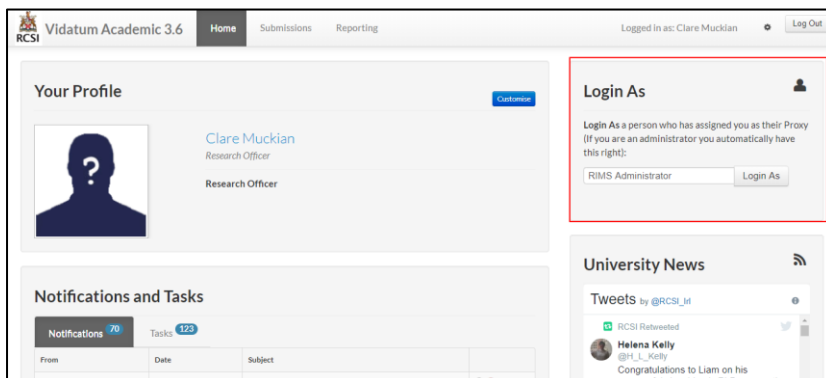 RCSI
Vidatum Academic 3.6
Home
Submissions
Reporting
Logged in as: Clare Muckian
Log Out
Your Profile
Customise
?
Clare Muckian
Research Officer
Research Officer
Login As
Login As a person who has assigned you as their Proxy
(If you are an administrator you automatically have
this right):
RIMS Administrator
Login As
Notifications and Tasks
Notifications 70
Tasks 123
From
Date
Subject
University News
Tweets by @RCSI_Irl
RCSI Retweeted
Helena Kelly
@H_L_Kelly
Congratulations to Liam on his